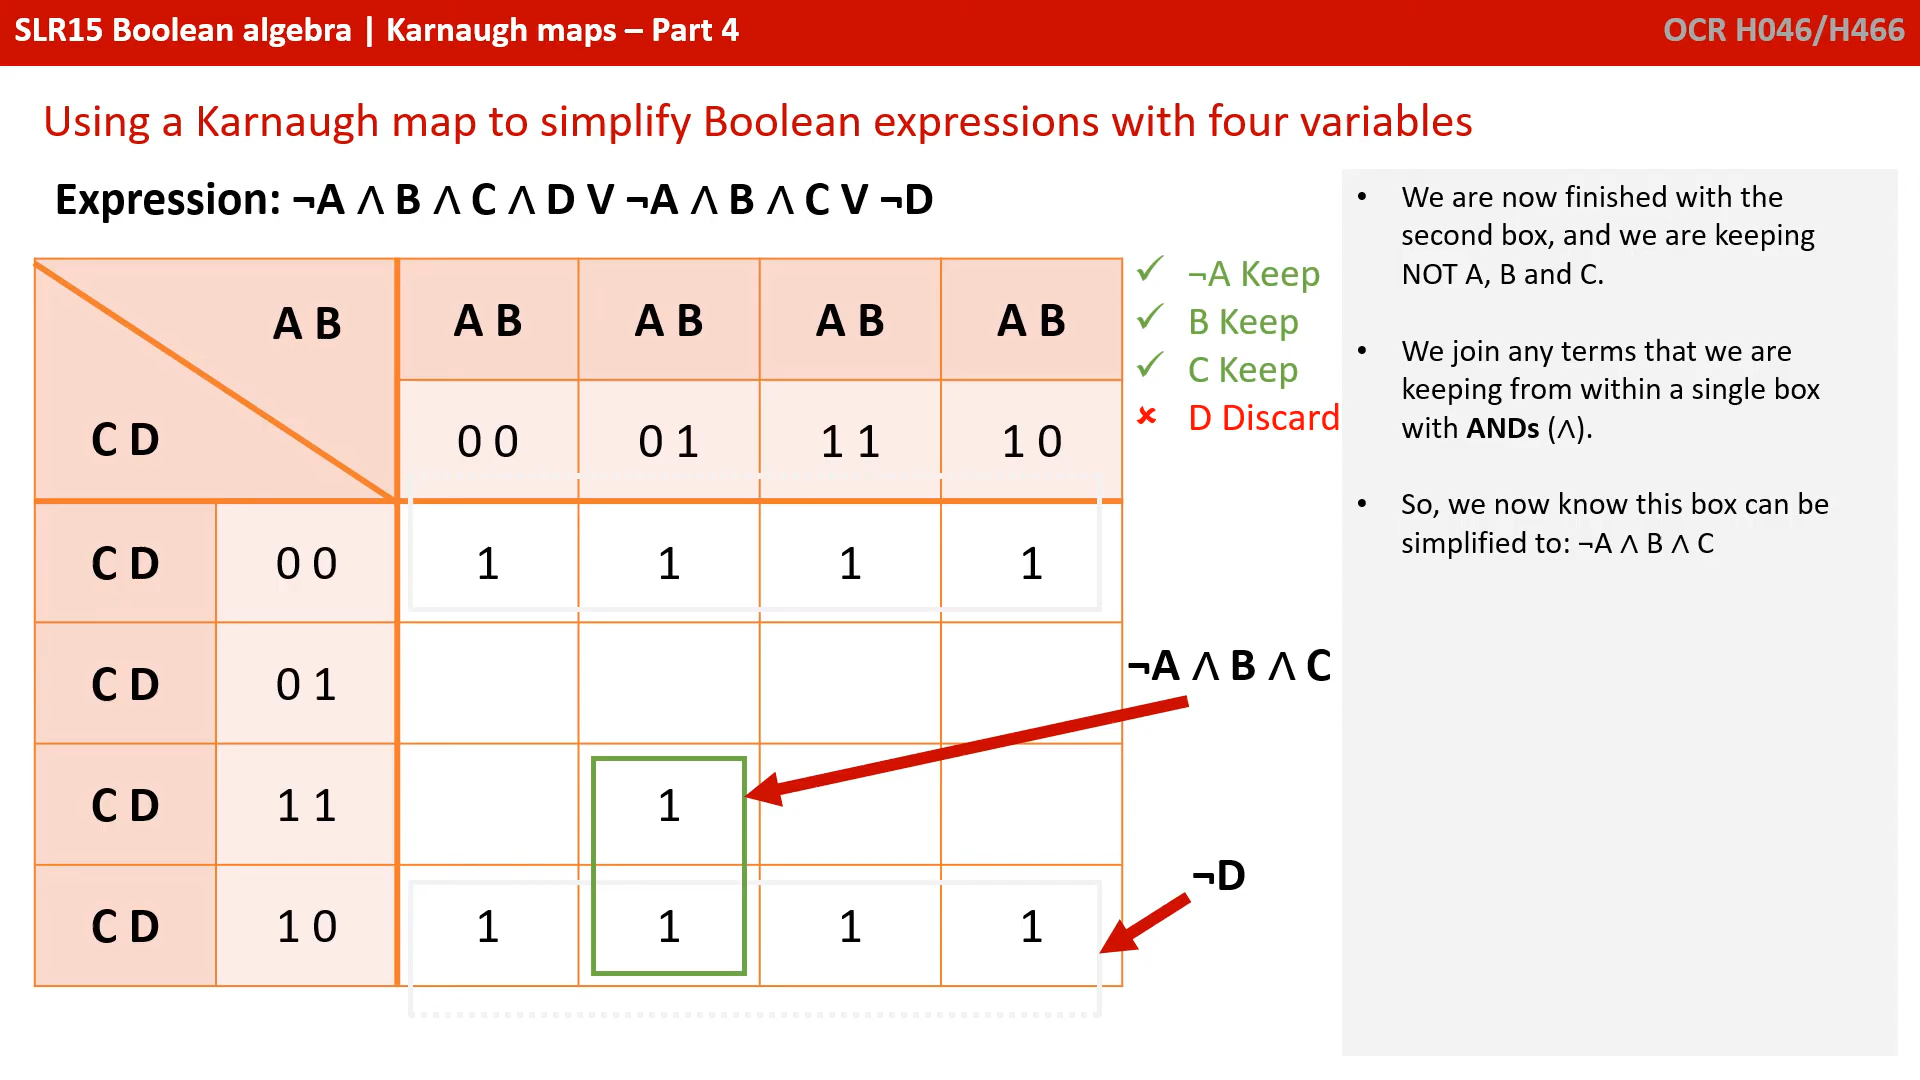 SLR15 Boolean algebra | Karnaugh maps – Part 4
OCR H046/H466
Using a Karnaugh map to simplify Boolean expressions with four variables
Expression: ¬A ∧ B ∧ C ∧ D V ¬A ∧ B ∧ C V ¬D
A B
C D
A B A B A B A B
0 0 0 1 1 1 1 0
C D 0 0 1 1 1 1
C D 0 1
C D 1 1 1
C D 1 0 1 1 1 1
✓ ¬A Keep
✓ B Keep
✓ C Keep
✘ D Discard
¬A ∧ B ∧ C
¬D
• We are now finished with the
second box, and we are keeping
NOT A, B and C.
• We join any terms that we are
keeping from within a single box
with ANDs (∧).
• So, we now know this box can be
simplified to: ¬A ∧ B ∧ C